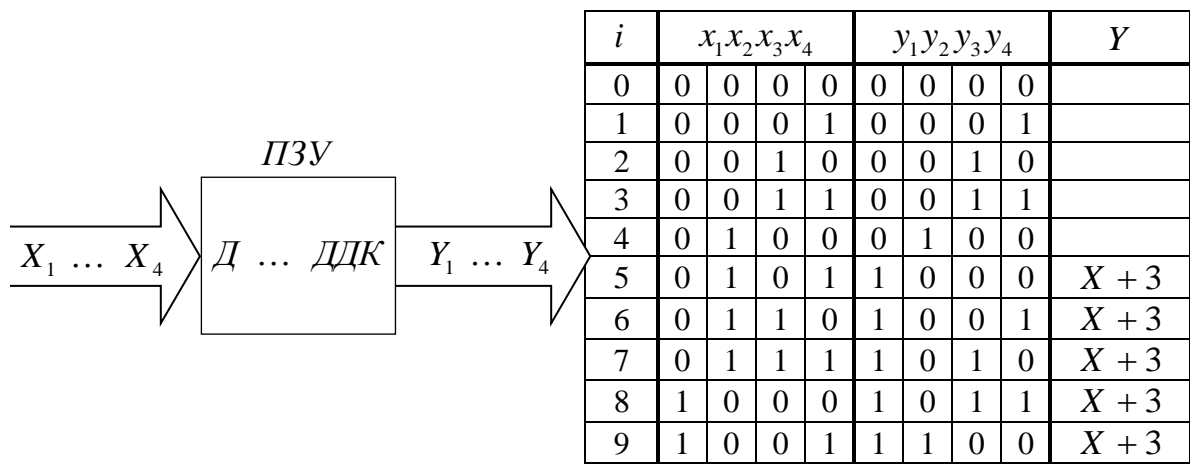 ПЗУ
X₁ … X₄
Д … ДДК
Y₁ … Y₄
i x₁x₂x₃x₄ y₁y₂y₃y₄ Y
0 0 0 0 0 0 0 0 0
1 0 0 0 1 0 0 0 1
2 0 0 1 0 0 0 1 0
3 0 0 1 1 0 0 1 1
4 0 1 0 0 0 1 0 0
5 0 1 0 1 1 0 0 0 X + 3
6 0 1 1 0 1 0 0 1 X + 3
7 0 1 1 1 1 0 1 0 X + 3
8 1 0 0 0 1 0 1 1 X + 3
9 1 0 0 1 1 1 0 0 X + 3